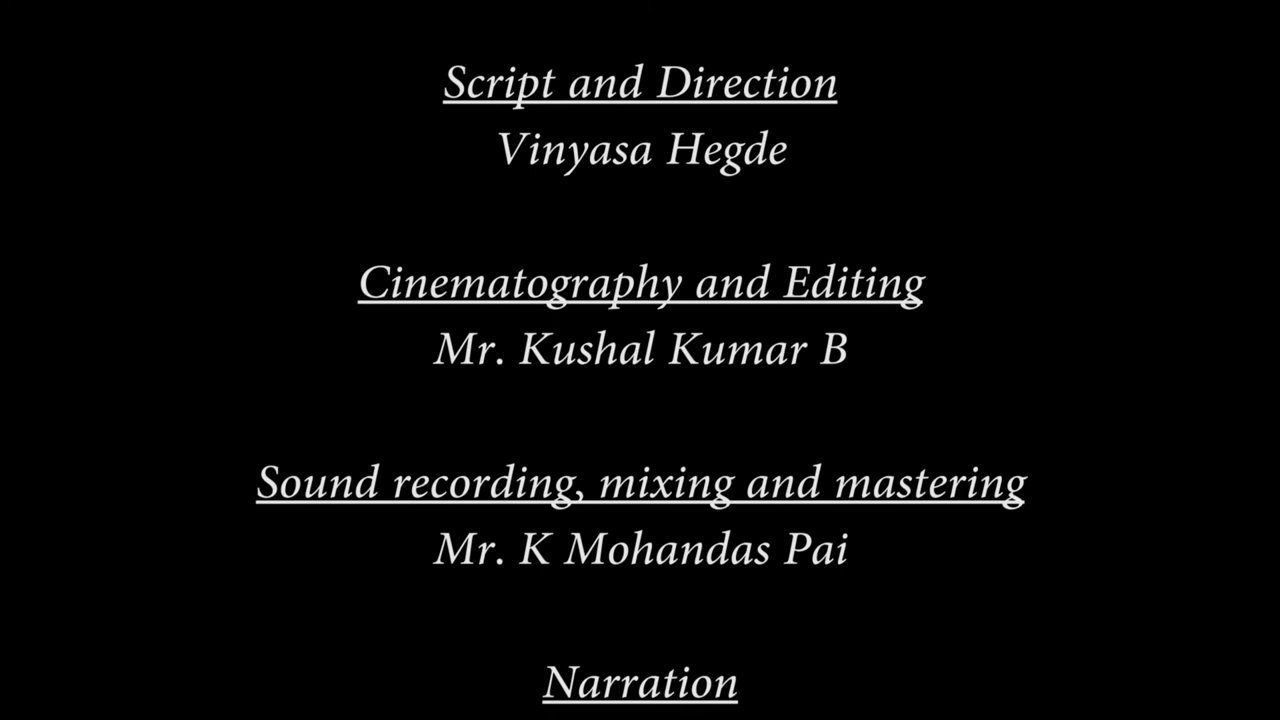 Script and Direction
Vinyasa Hegde
Cinematography and Editing
Mr. Kushal Kumar B
Sound recording, mixing and mastering
Mr. K Mohandas Pai
Narration